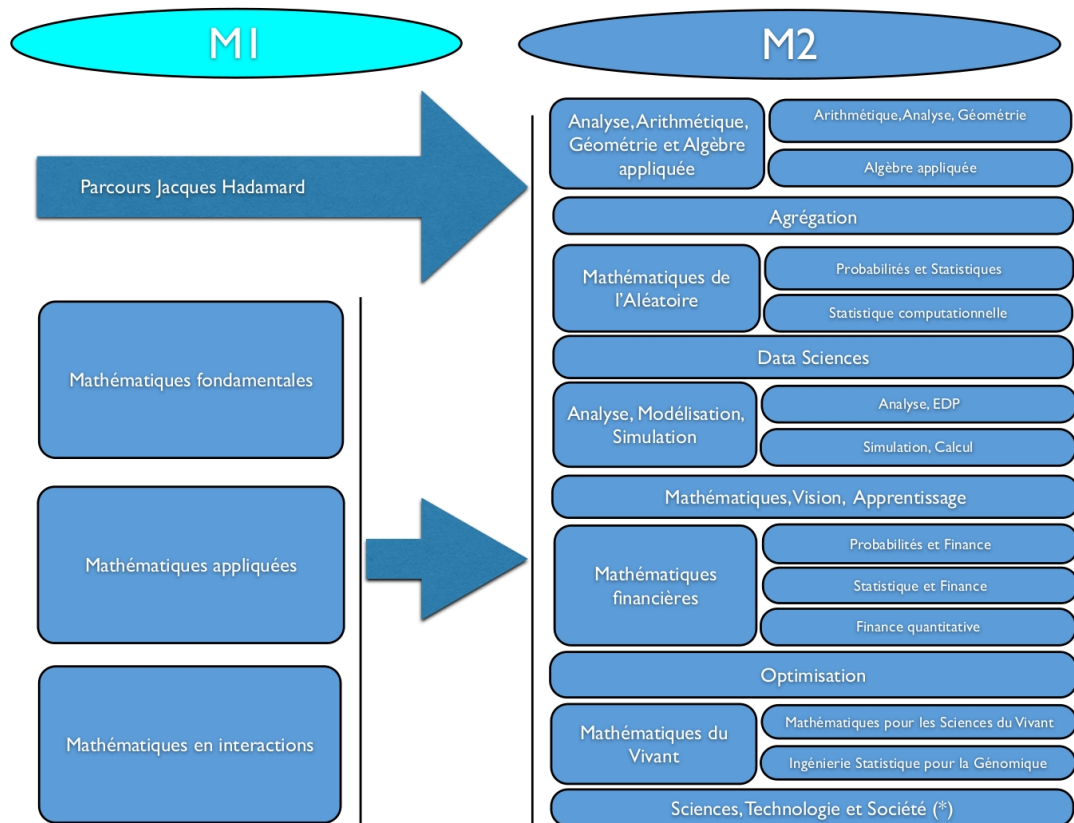 M1
M2
Parcours Jacques Hadamard
Mathématiques fondamentales
Mathématiques appliquées
Mathématiques en interactions
Analyse, Arithmétique,
Géométrie et Algèbre
appliquée
Arithmétique, Analyse, Géométrie
Algèbre appliquée
Agrégation
Mathématiques de
l'Aléatoire
Probabilités et Statistiques
Statistique computationnelle
Data Sciences
Analyse, Modélisation,
Simulation
Analyse, EDP
Simulation, Calcul
Mathématiques, Vision, Apprentissage
Mathématiques
financières
Probabilités et Finance
Statistique et Finance
Finance quantitative
Optimisation
Mathématiques du
Vivant
Mathématiques pour les Sciences du Vivant
Ingénierie Statistique pour la Génomique
Sciences, Technologie et Société (*)